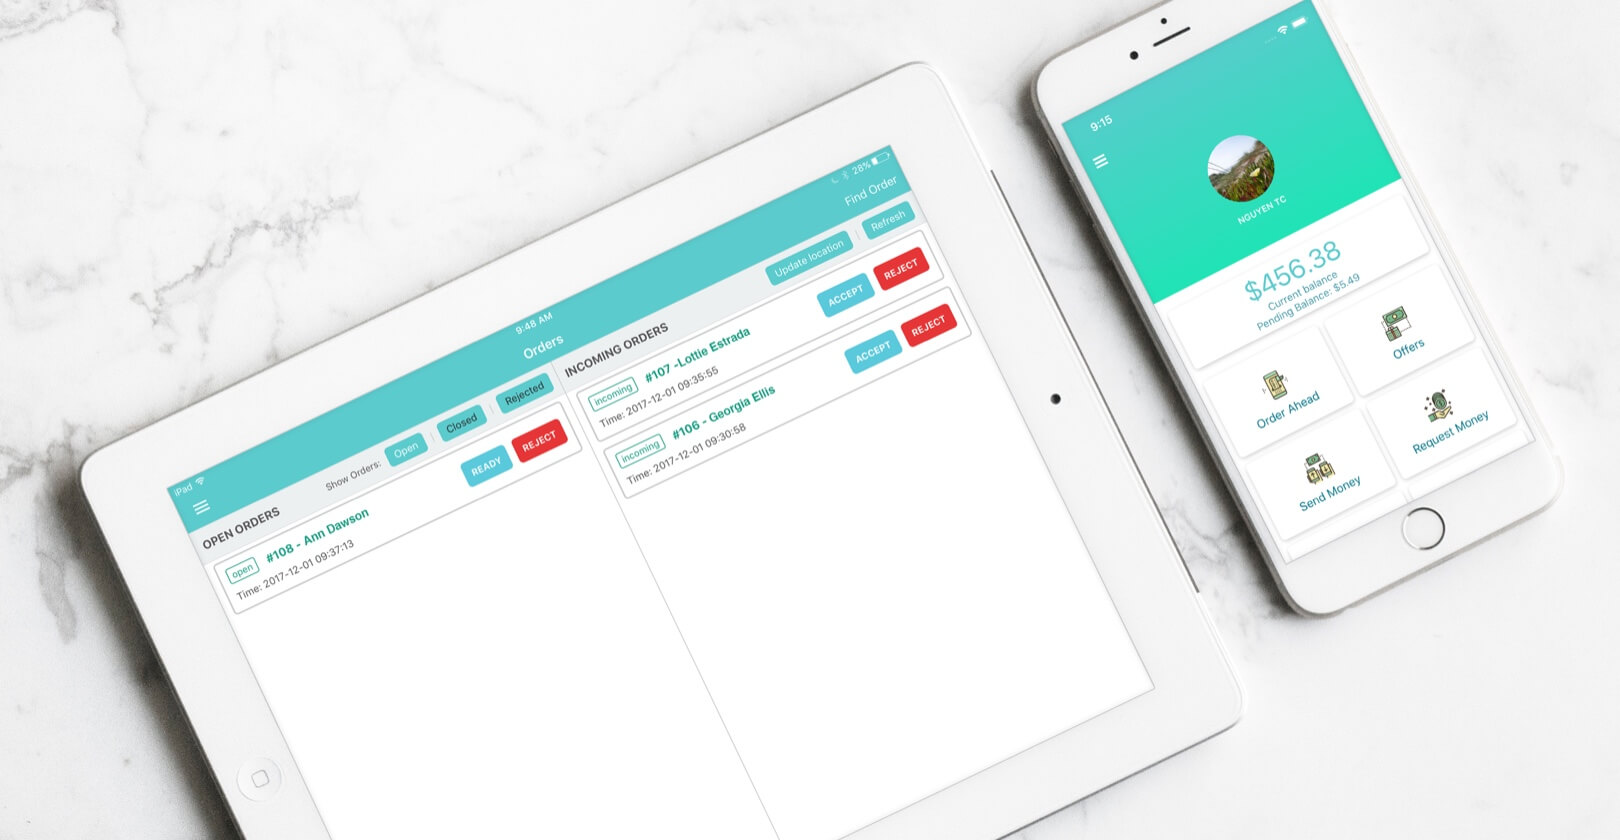 iPad
9:48 AM
28%
Orders
Find Order
OPEN ORDERS
Show Orders:
Open
Closed
Rejected
open
#108 - Ann Dawson
Time: 2017-12-01 09:37:13
READY
REJECT
INCOMING ORDERS
Update location
Refresh
incoming
#107 -Lottie Estrada
Time: 2017-12-01 09:35:55
ACCEPT
REJECT
incoming
#106 - Georgia Ellis
Time: 2017-12-01 09:30:58
ACCEPT
REJECT
9:15
NGUYEN TC
$456.38
Current balance
Pending Balance: $5.49
Order Ahead
Offers
Send Money
Request Money